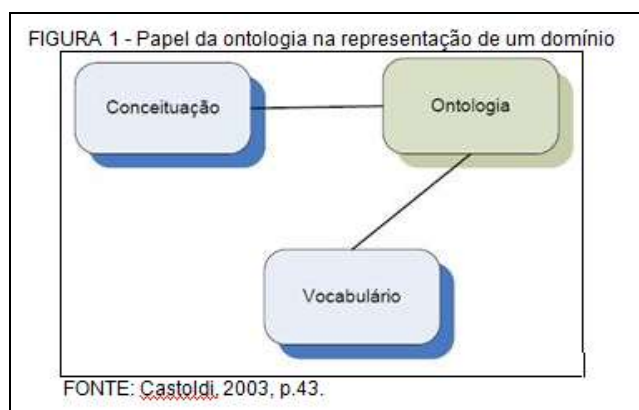 FIGURA 1 - Papel da ontologia na representação de um domínio
Conceituação
Ontologia
Vocabulário
FONTE: Castoldi, 2003, p.43.